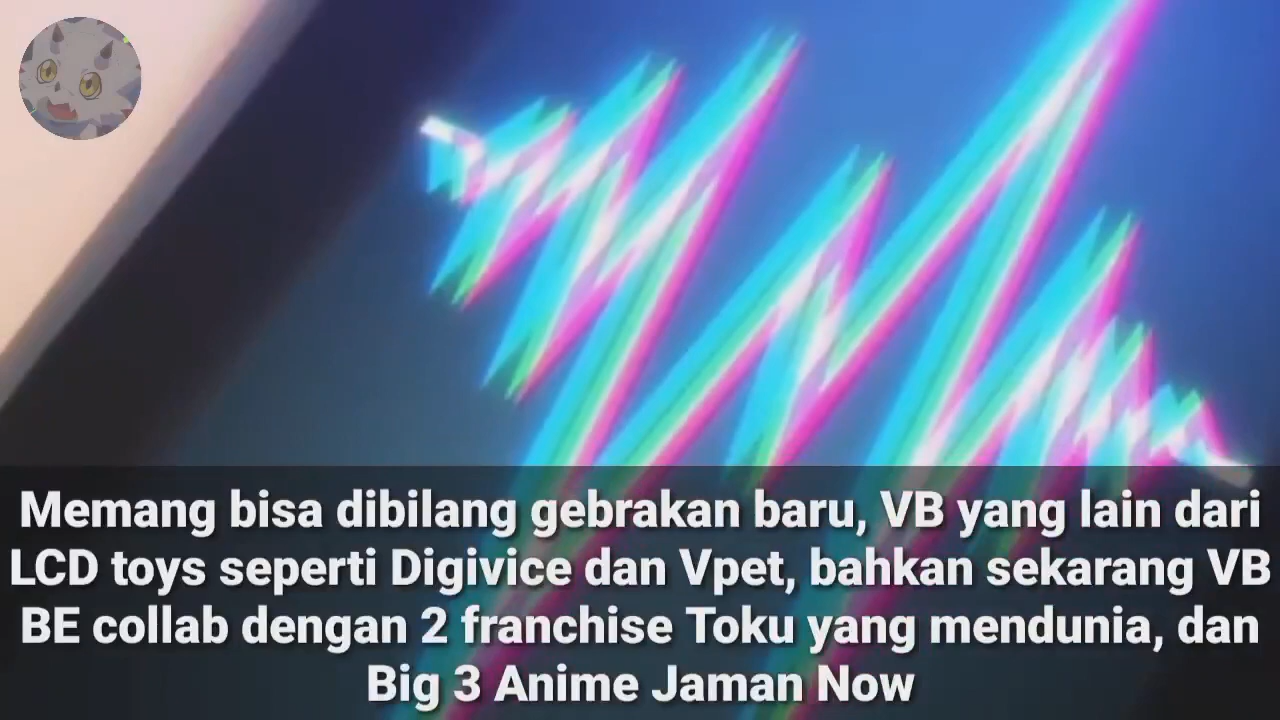 Memang bisa dibilang gebrakan baru, VB yang lain dari
LCD toys seperti Digivice dan Vpet, bahkan sekarang VB
BE collab dengan 2 franchise Toku yang mendunia, dan
Big 3 Anime Jaman Now